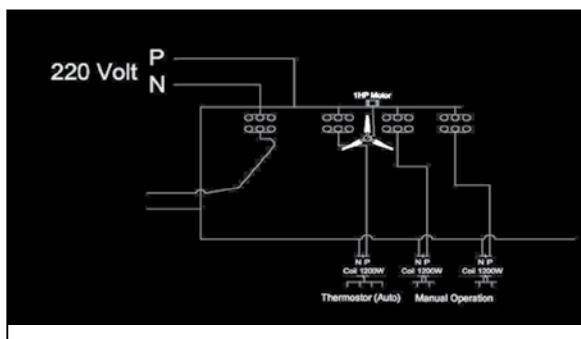 P
220 Volt
N
1HP Motor
N P
Coil 1200W
N P
Coil 1200W
N P
Coil 1200W
Thermostor (Auto)
Manual Operation